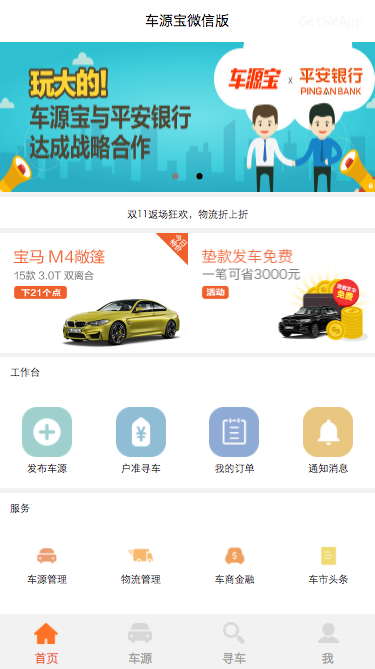 车源宝微信版
GetWeApp
玩大的!
车源宝与平安银行
达成战略合作
车源宝 x 平安银行
PING AN BANK
双11返场狂欢，物流折上折
宝马 M4敞篷
15款 3.0T 双离合
下21个点
今日特价
垫款发车免费
一笔可省3000元
活动
垫款发车
免费
工作台
发布车源 户准寻车 我的订单 通知消息
服务
车源管理 物流管理 车商金融 车市头条
首页 车源 寻车 我